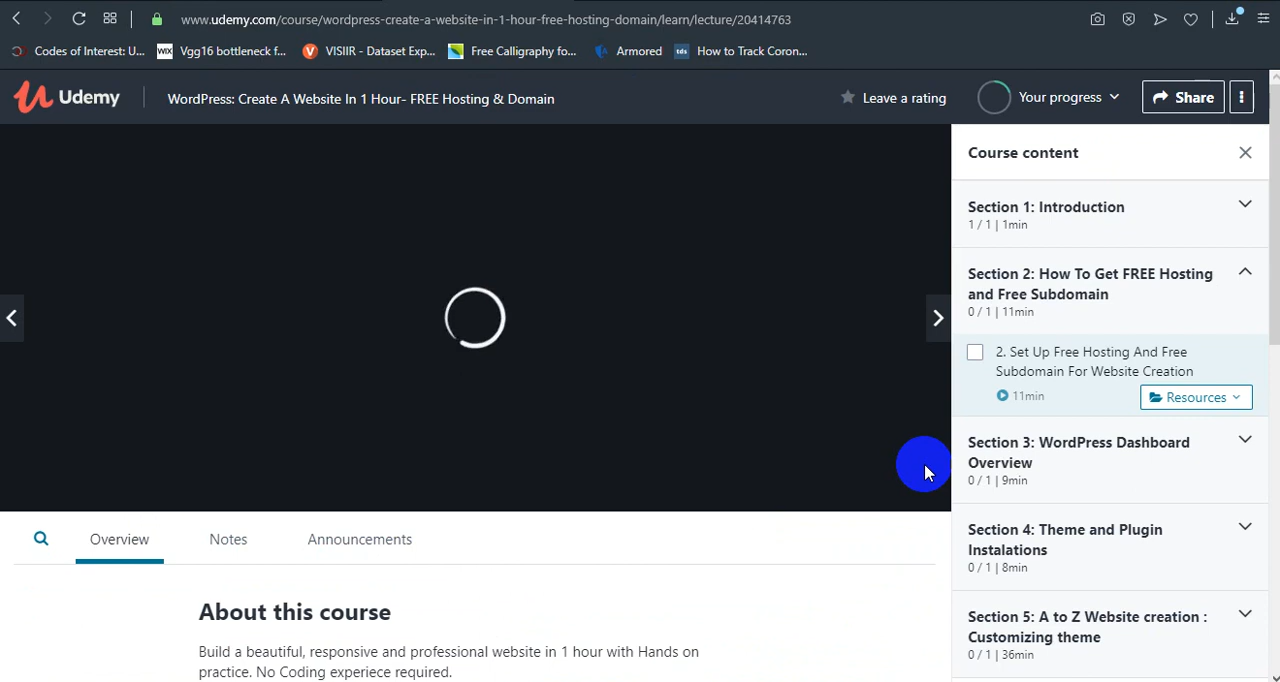 www.udemy.com/course/wordpress-create-a-website-in-1-hour-free-hosting-domain/learn/lecture/20414763
Codes of Interest: U...
WIX
Vgg16 bottleneck f...
VISIIR - Dataset Exp...
Free Calligraphy fo...
Armored
tds
How to Track Coron...
Udemy
WordPress: Create A Website In 1 Hour- FREE Hosting & Domain
Leave a rating
Your progress
Share
Course content
Section 1: Introduction
1 / 1 | 1min
Section 2: How To Get FREE Hosting
and Free Subdomain
0 / 1 | 11min
2. Set Up Free Hosting And Free
Subdomain For Website Creation
11min
Resources
Section 3: WordPress Dashboard
Overview
0 / 1 | 9min
Section 4: Theme and Plugin
Instalations
0 / 1 | 8min
Section 5: A to Z Website creation :
Customizing theme
0 / 1 | 36min
Overview
Notes
Announcements
About this course
Build a beautiful, responsive and professional website in 1 hour with Hands on
practice. No Coding experiece required.